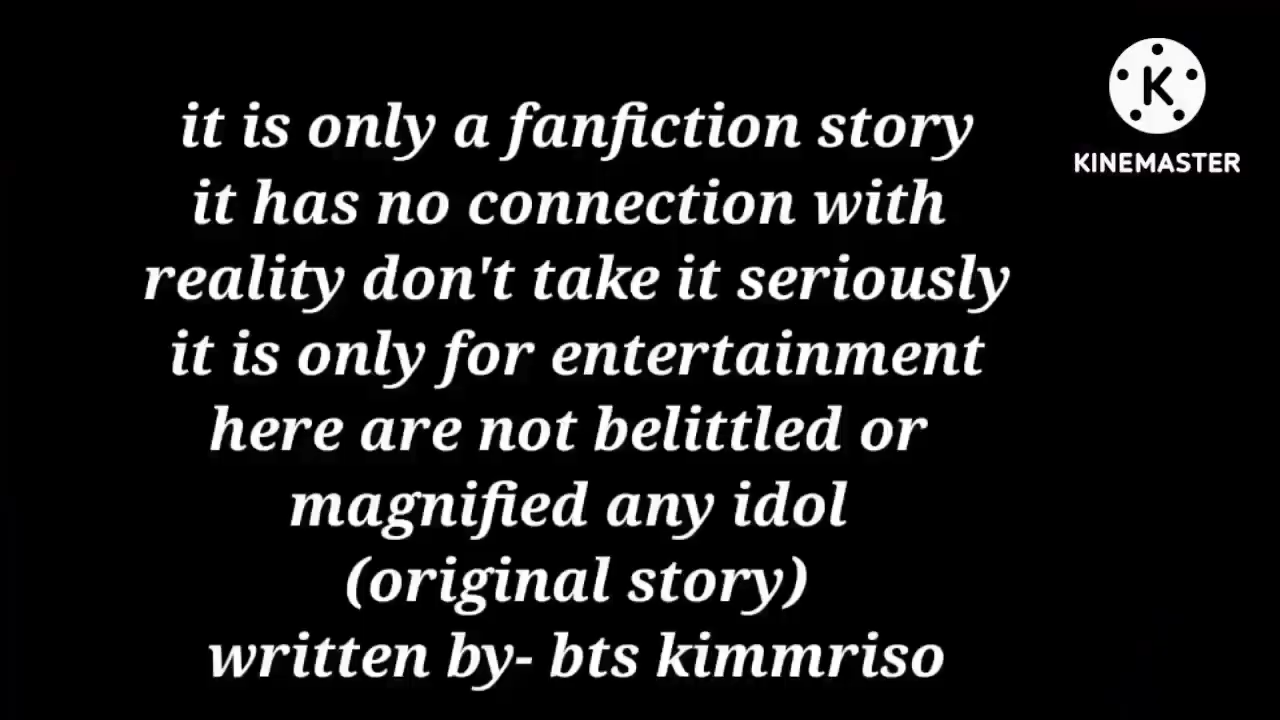 it is only a fanfiction story
K
KINEMASTER
it has no connection with
reality don't take it seriously
it is only for entertainment
here are not belittled or
magnified any idol
(original story)
written by- bts kimmriso